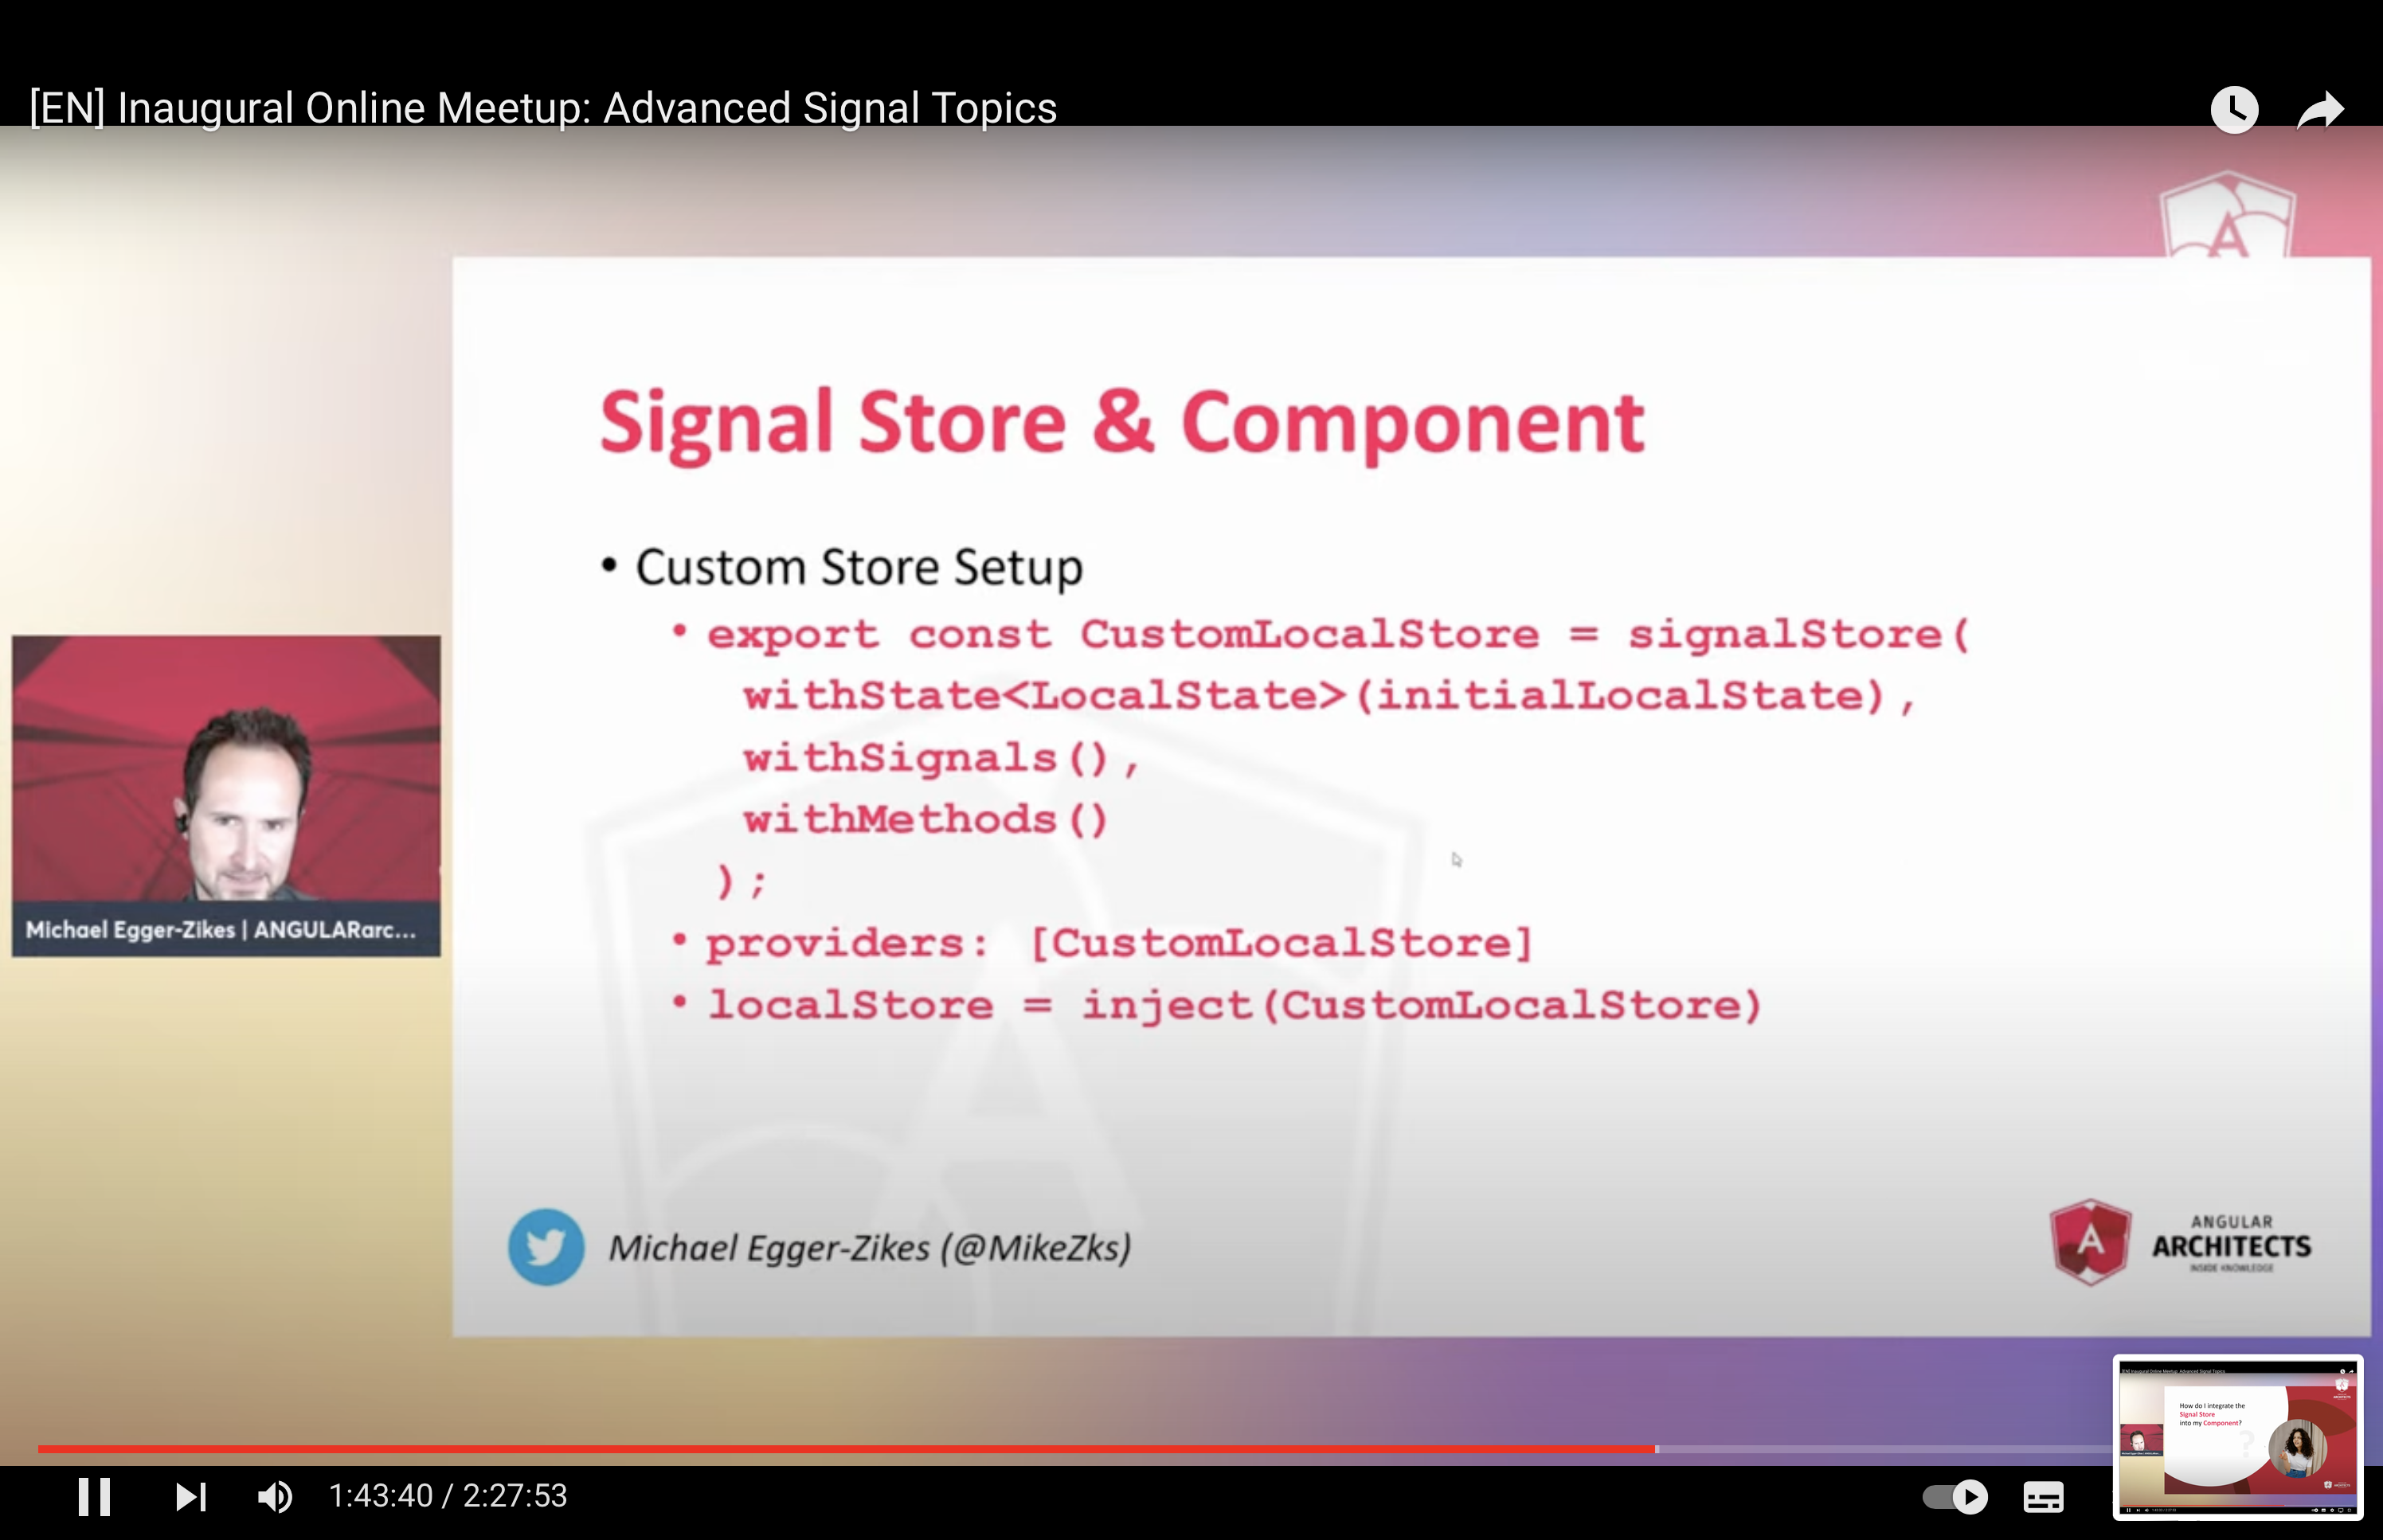 [EN] Inaugural Online Meetup: Advanced Signal Topics
A
Signal Store & Component
• Custom Store Setup
• export const CustomLocalStore = signalStore(
withState<LocalState>(initialLocalState),
withSignals(),
withMethods()
);
• providers: [CustomLocalStore]
• localStore = inject(CustomLocalStore)
Michael Egger-Zikes | ANGULARarc...
Michael Egger-Zikes (@MikeZks)
A
ANGULAR
ARCHITECTS
INSIDE KNOWLEDGE
How do I integrate the
Signal Store
into my Component?
?
1:43:40 / 2:27:53